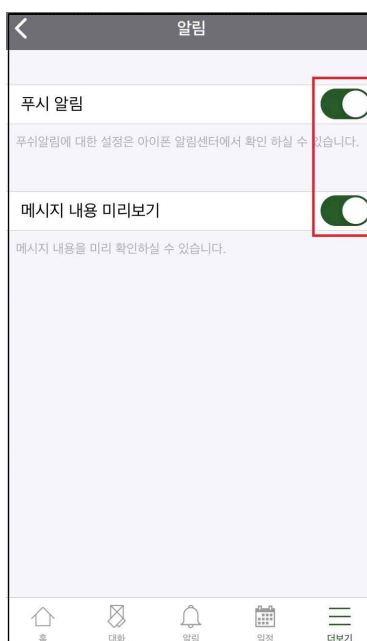 알림
푸시 알림
푸쉬알림에 대한 설정은 아이폰 알림센터에서 확인 하실 수 있습니다.
메시지 내용 미리보기
메시지 내용을 미리 확인하실 수 있습니다.
홈 대화 알림 일정 더보기